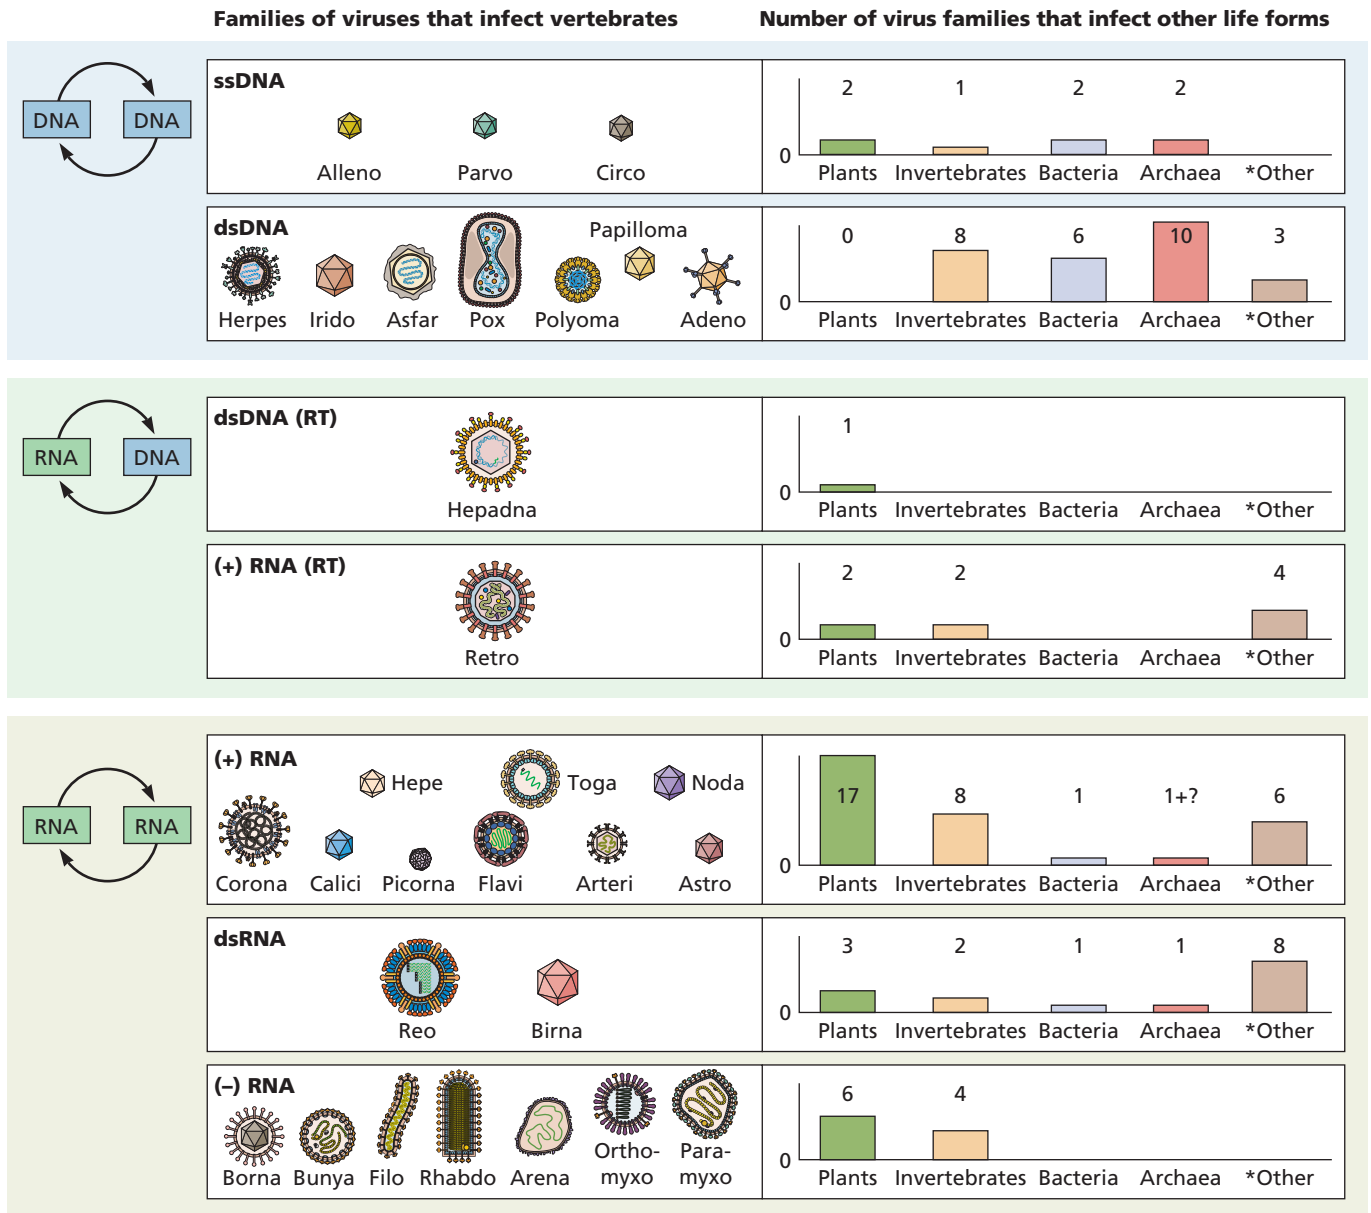 Families of viruses that infect vertebrates
Number of virus families that infect other life forms
DNA DNA
ssDNA
Alleno Parvo Circo
2 1 2 2
0
Plants Invertebrates Bacteria Archaea *Other
dsDNA
Papilloma
Herpes Irido Asfar Pox Polyoma Adeno
0 8 6 10 3
0
Plants Invertebrates Bacteria Archaea *Other
RNA DNA
dsDNA (RT)
Hepadna
1
0
Plants Invertebrates Bacteria Archaea *Other
(+) RNA (RT)
Retro
2 2 4
0
Plants Invertebrates Bacteria Archaea *Other
RNA RNA
(+) RNA
Hepe Toga Noda
Corona Calici Picorna Flavi Arteri Astro
17 8 1 1+? 6
0
Plants Invertebrates Bacteria Archaea *Other
dsRNA
Reo Birna
3 2 1 1 8
0
Plants Invertebrates Bacteria Archaea *Other
(–) RNA
Ortho- Para-
Borna Bunya Filo Rhabdo Arena myxo myxo
6 4
0
Plants Invertebrates Bacteria Archaea *Other